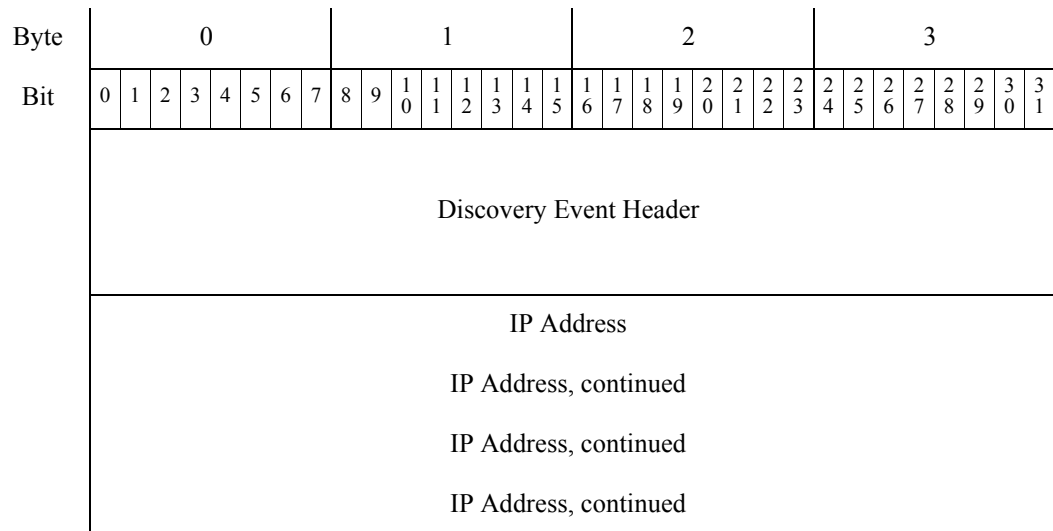 Byte 0 1 2 3
Bit 0 1 2 3 4 5 6 7 8 9 10 11 12 13 14 15 16 17 18 19 20 21 22 23 24 25 26 27 28 29 30 31
Discovery Event Header
IP Address
IP Address, continued
IP Address, continued
IP Address, continued